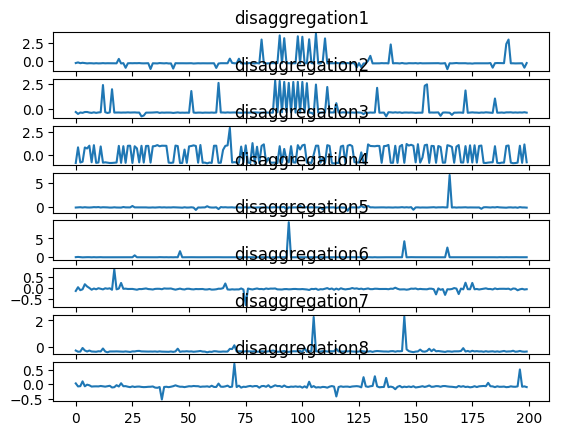 disaggregation1
2.5
0.0
disaggregation2
2.5
0.0
disaggregation3
2.5
0.0
disaggregation4
5
0
disaggregation5
5
0
disaggregation6
0.5
0.0
−0.5
disaggregation7
2
0
disaggregation8
0.5
0.0
−0.5
0 25 50 75 100 125 150 175 200